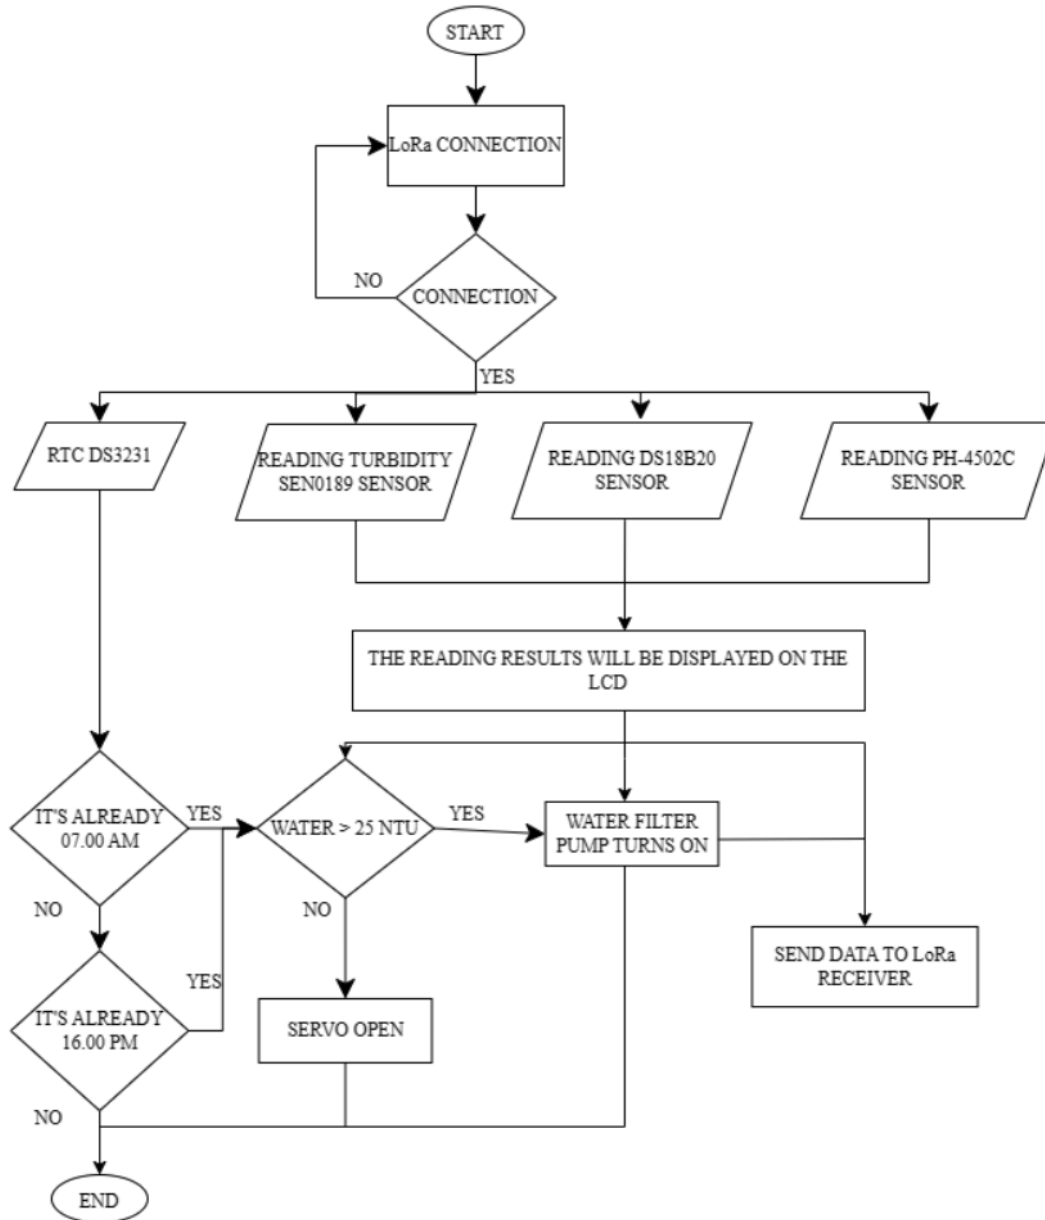 START
LoRa CONNECTION
NO
CONNECTION
YES
RTC DS3231
READING TURBIDITY
SEN0189 SENSOR
READING DS18B20
SENSOR
READING PH-4502C
SENSOR
THE READING RESULTS WILL BE DISPLAYED ON THE
LCD
IT'S ALREADY
07.00 AM
YES
WATER > 25 NTU
YES
WATER FILTER
PUMP TURNS ON
NO
NO
IT'S ALREADY
16.00 PM
YES
SERVO OPEN
SEND DATA TO LoRa
RECEIVER
NO
END